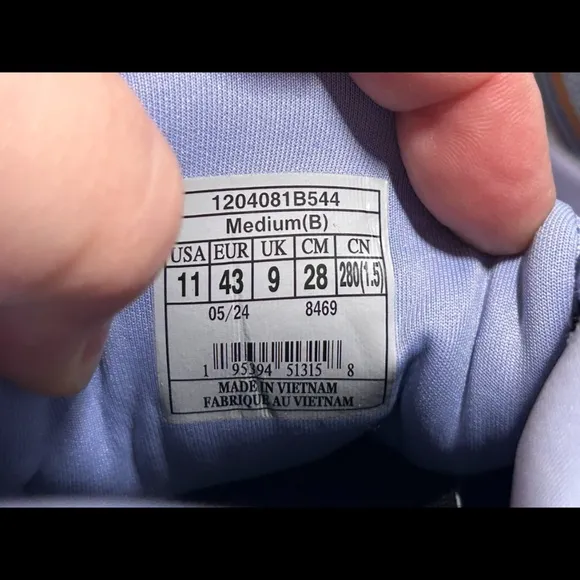 1204081B544
Medium(B)
USA EUR UK CM CN
11 43 9 28 280(1.5)
05/24 8469
1 95394 51315 8
MADE IN VIETNAM
FABRIQUE AU VIETNAM